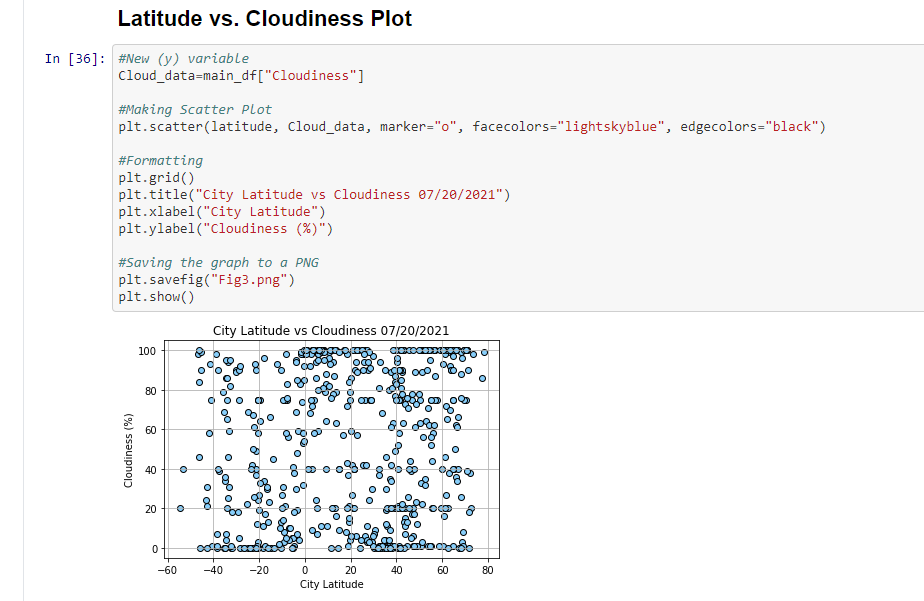 Latitude vs. Cloudiness Plot
In [36]:
#New (y) variable
Cloud_data=main_df["Cloudiness"]
#Making Scatter Plot
plt.scatter(latitude, Cloud_data, marker="o", facecolors="lightskyblue", edgecolors="black")
#Formatting
plt.grid()
plt.title("City Latitude vs Cloudiness 07/20/2021")
plt.xlabel("City Latitude")
plt.ylabel("Cloudiness (%)")
#Saving the graph to a PNG
plt.savefig("Fig3.png")
plt.show()
City Latitude vs Cloudiness 07/20/2021
Cloudiness (%)
100
80
60
40
20
0
−60 −40 −20 0 20 40 60 80
City Latitude